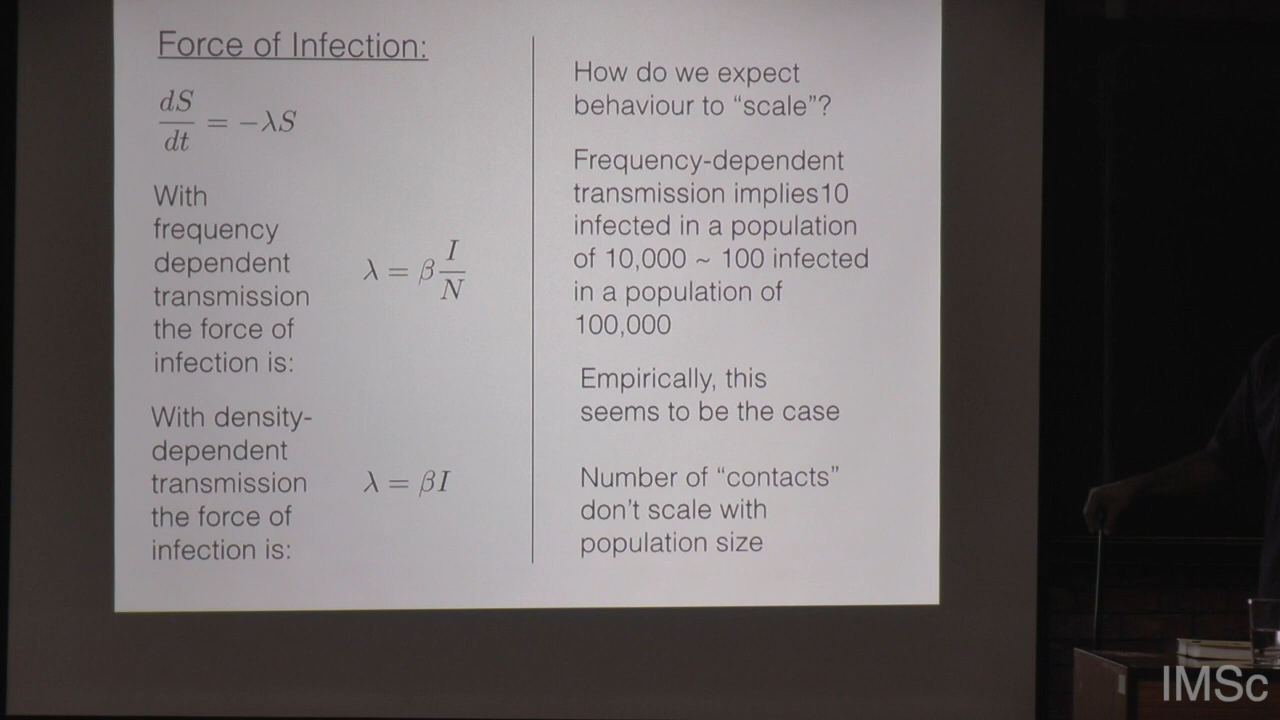 Force of Infection:
dS/dt = −λS
With
frequency
dependent
transmission
the force of
infection is:
λ = β I/N
With density-
dependent
transmission
the force of
infection is:
λ = βI
How do we expect
behaviour to “scale”?
Frequency-dependent
transmission implies10
infected in a population
of 10,000 ~ 100 infected
in a population of
100,000
Empirically, this
seems to be the case
Number of “contacts”
don’t scale with
population size
IMSc